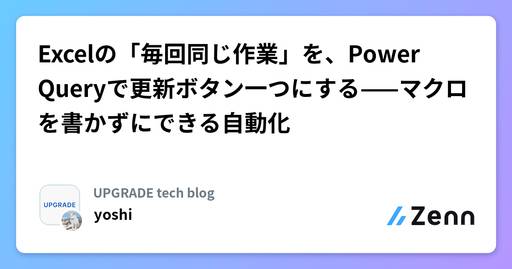 Excelの「毎回同じ作業」を、Power
Queryで更新ボタン一つにする——マクロ
を書かずにできる自動化
UPGRADE
UPGRADE tech blog
yoshi
Zenn